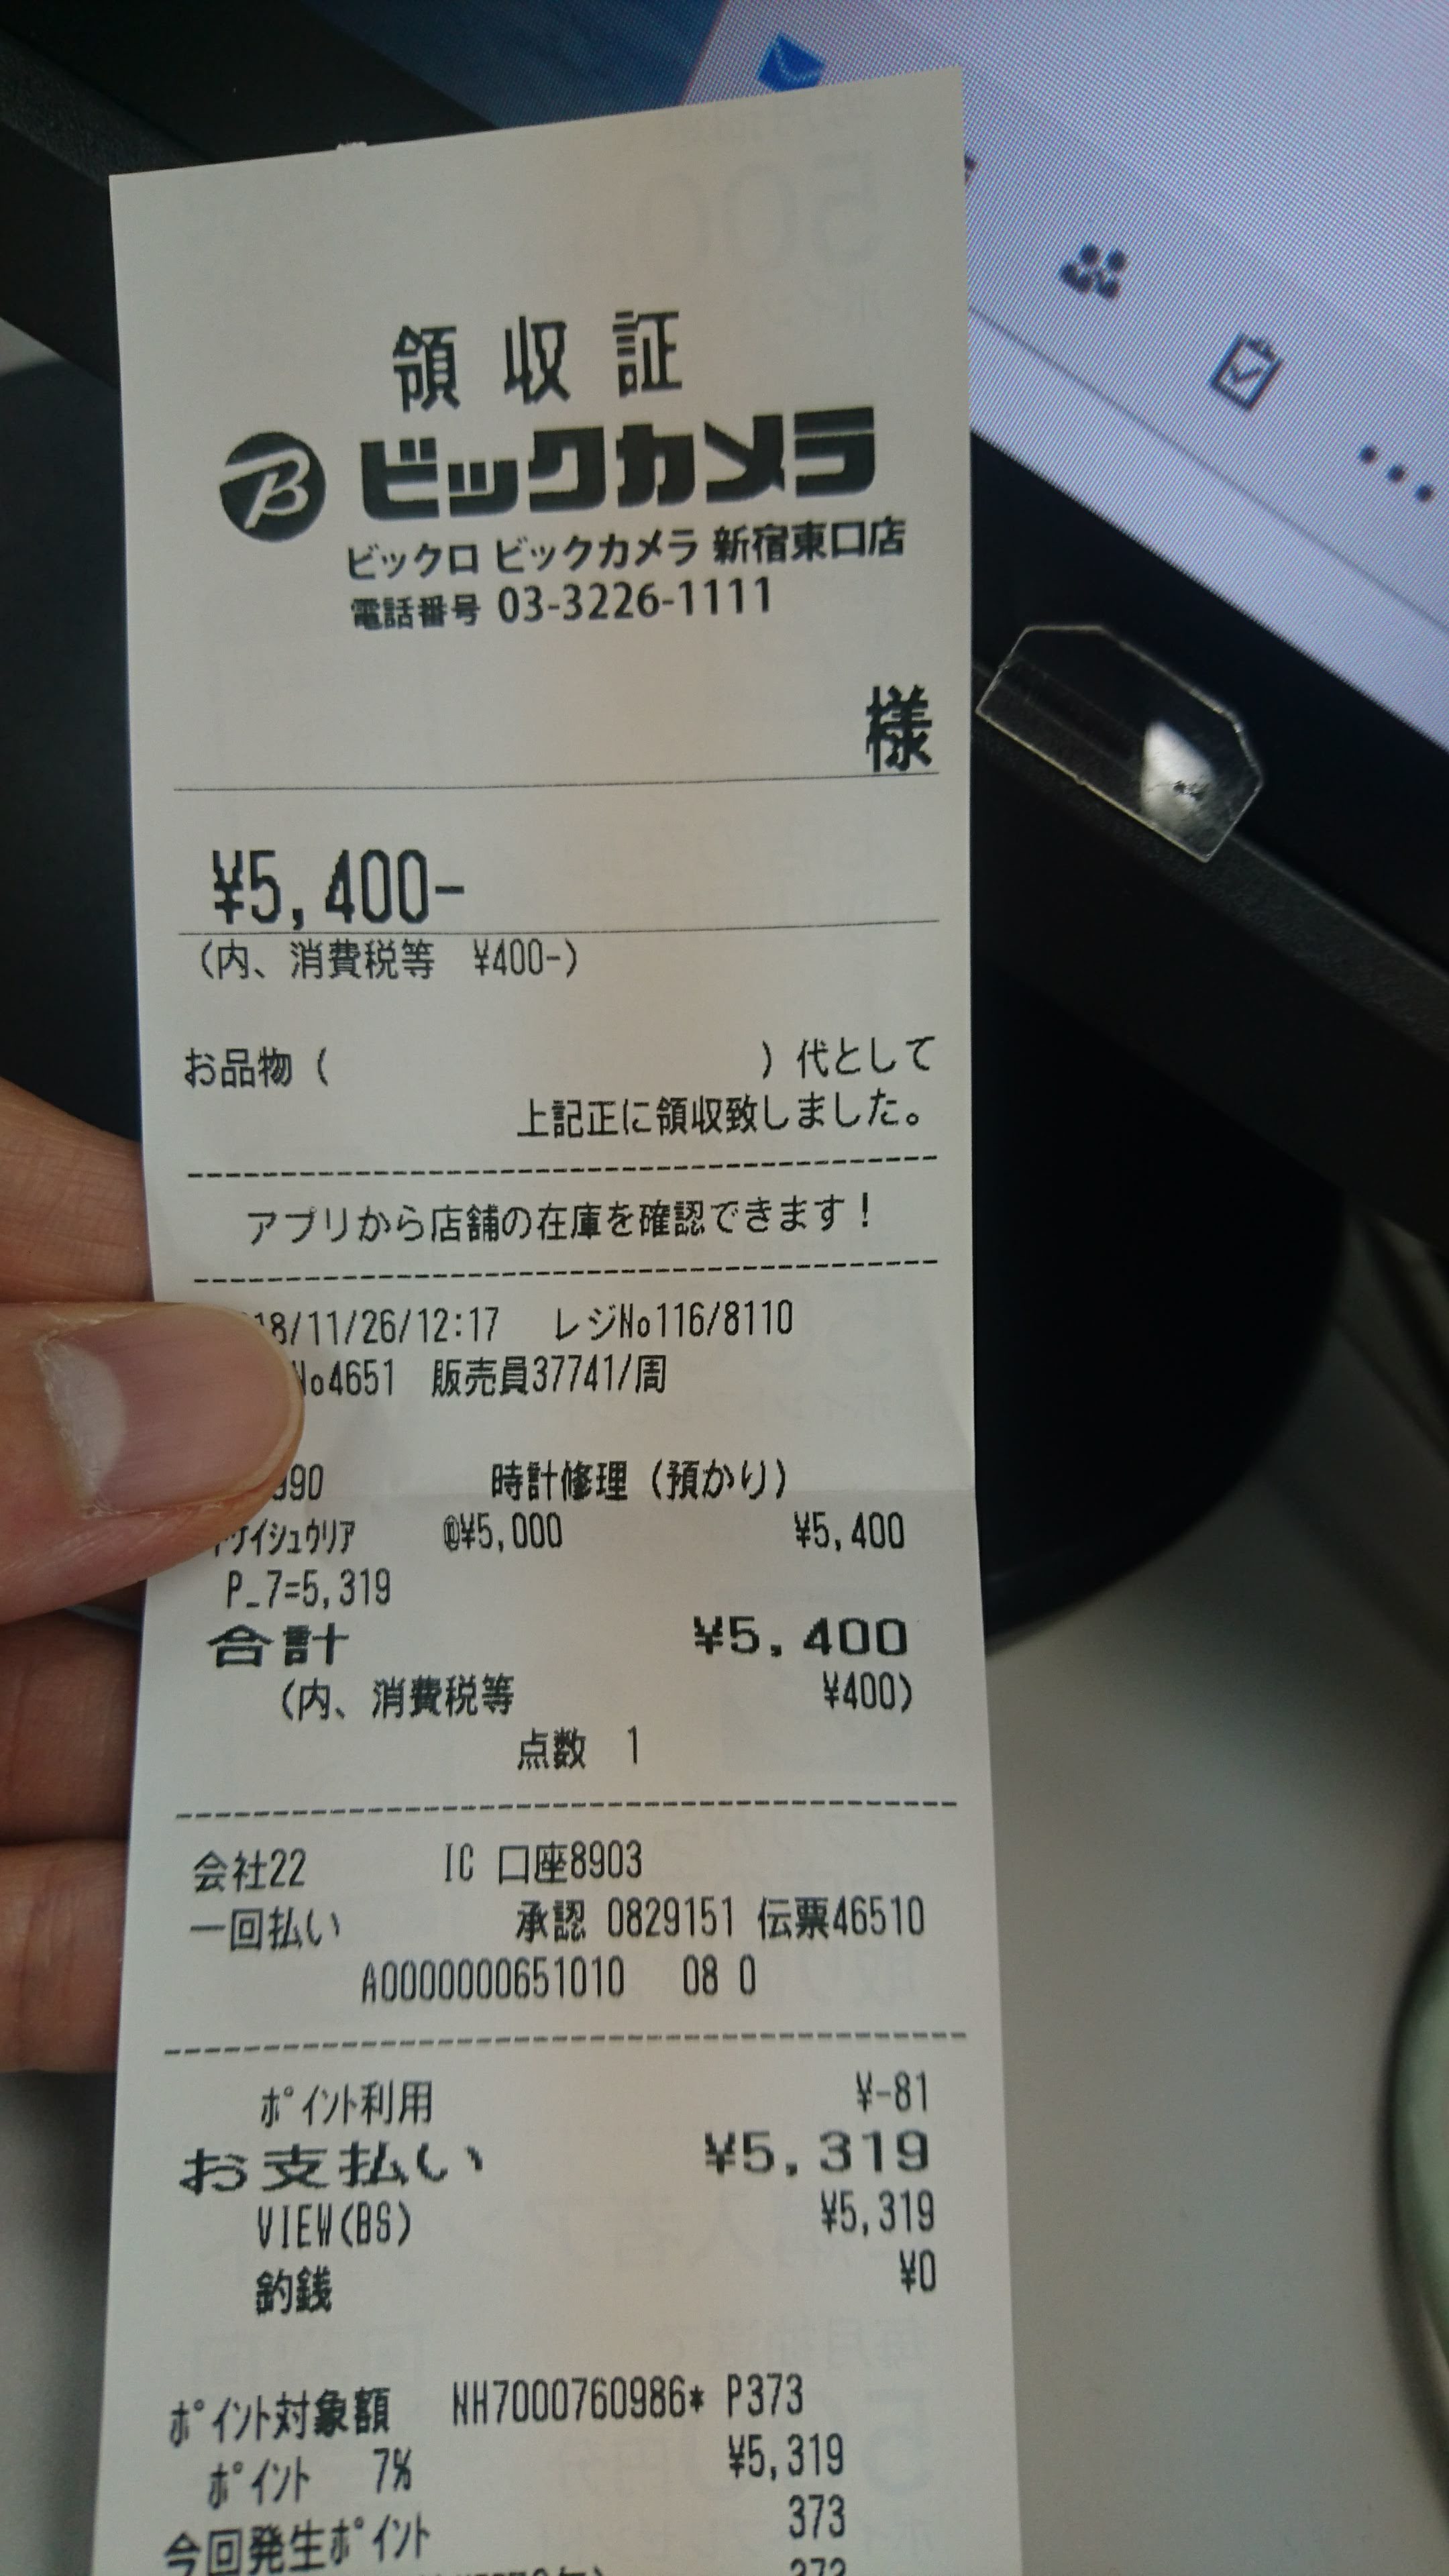 領収証
ビックカメラ
ビックロ ビックカメラ 新宿東口店
電話番号 03-3226-1111
様
¥5,400-
(内、消費税等 ¥400-)
お品物 ( ) 代として
上記正に領収致しました。
アプリから店舗の在庫を確認できます!
18/11/26/12:17 レジNo116/8110
No4651 販売員37741/周
990 時計修理 (預かり)
ケイシュウリア @¥5,000 ¥5,400
P_7=5,319
合計 ¥5,400
(内、消費税等 ¥400)
点数 1
会社22 IC 口座8903
一回払い 承認 0829151 伝票46510
A0000000651010 08 0
ポイント利用 ¥-81
お支払い ¥5,319
VIEW(BS) ¥5,319
釣銭 ¥0
ポイント対象額 NH7000760986* P373
ポイント 7% ¥5,319
今回発生ポイント 373
373